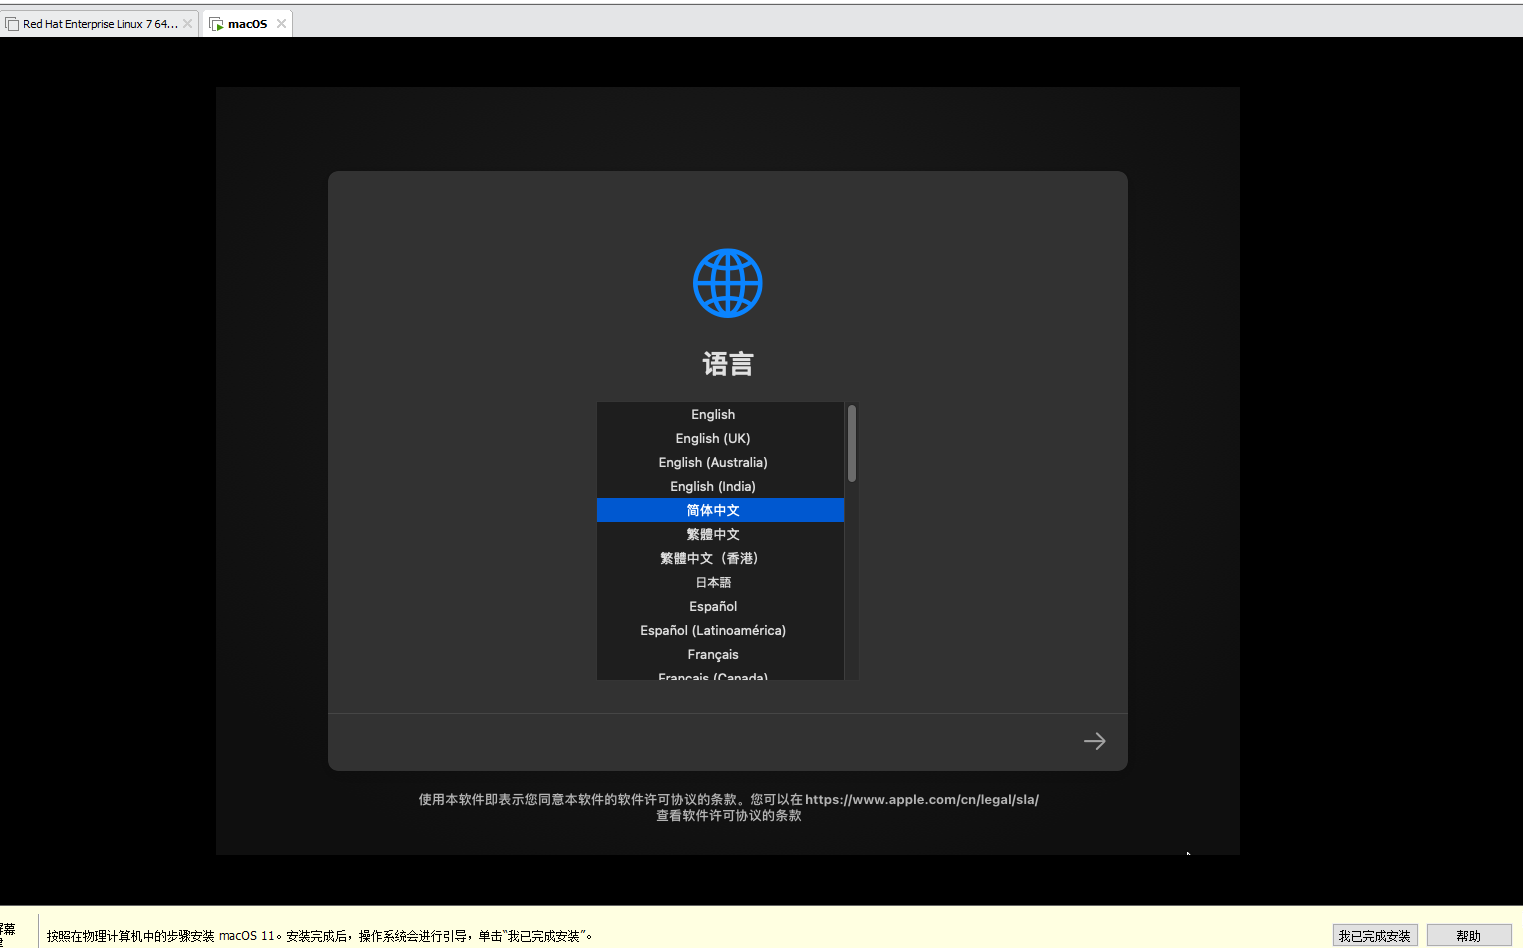 Red Hat Enterprise Linux 7 64...
macOS
语言
English
English (UK)
English (Australia)
English (India)
简体中文
繁體中文
繁體中文（香港）
日本語
Español
Español (Latinoamérica)
Français
Français (Canada)
使用本软件即表示您同意本软件的软件许可协议的条款。您可以在 https://www.apple.com/cn/legal/sla/
查看软件许可协议的条款
按照在物理计算机中的步骤安装 macOS 11。安装完成后，操作系统会进行引导，单击“我已完成安装”。
我已完成安装
帮助